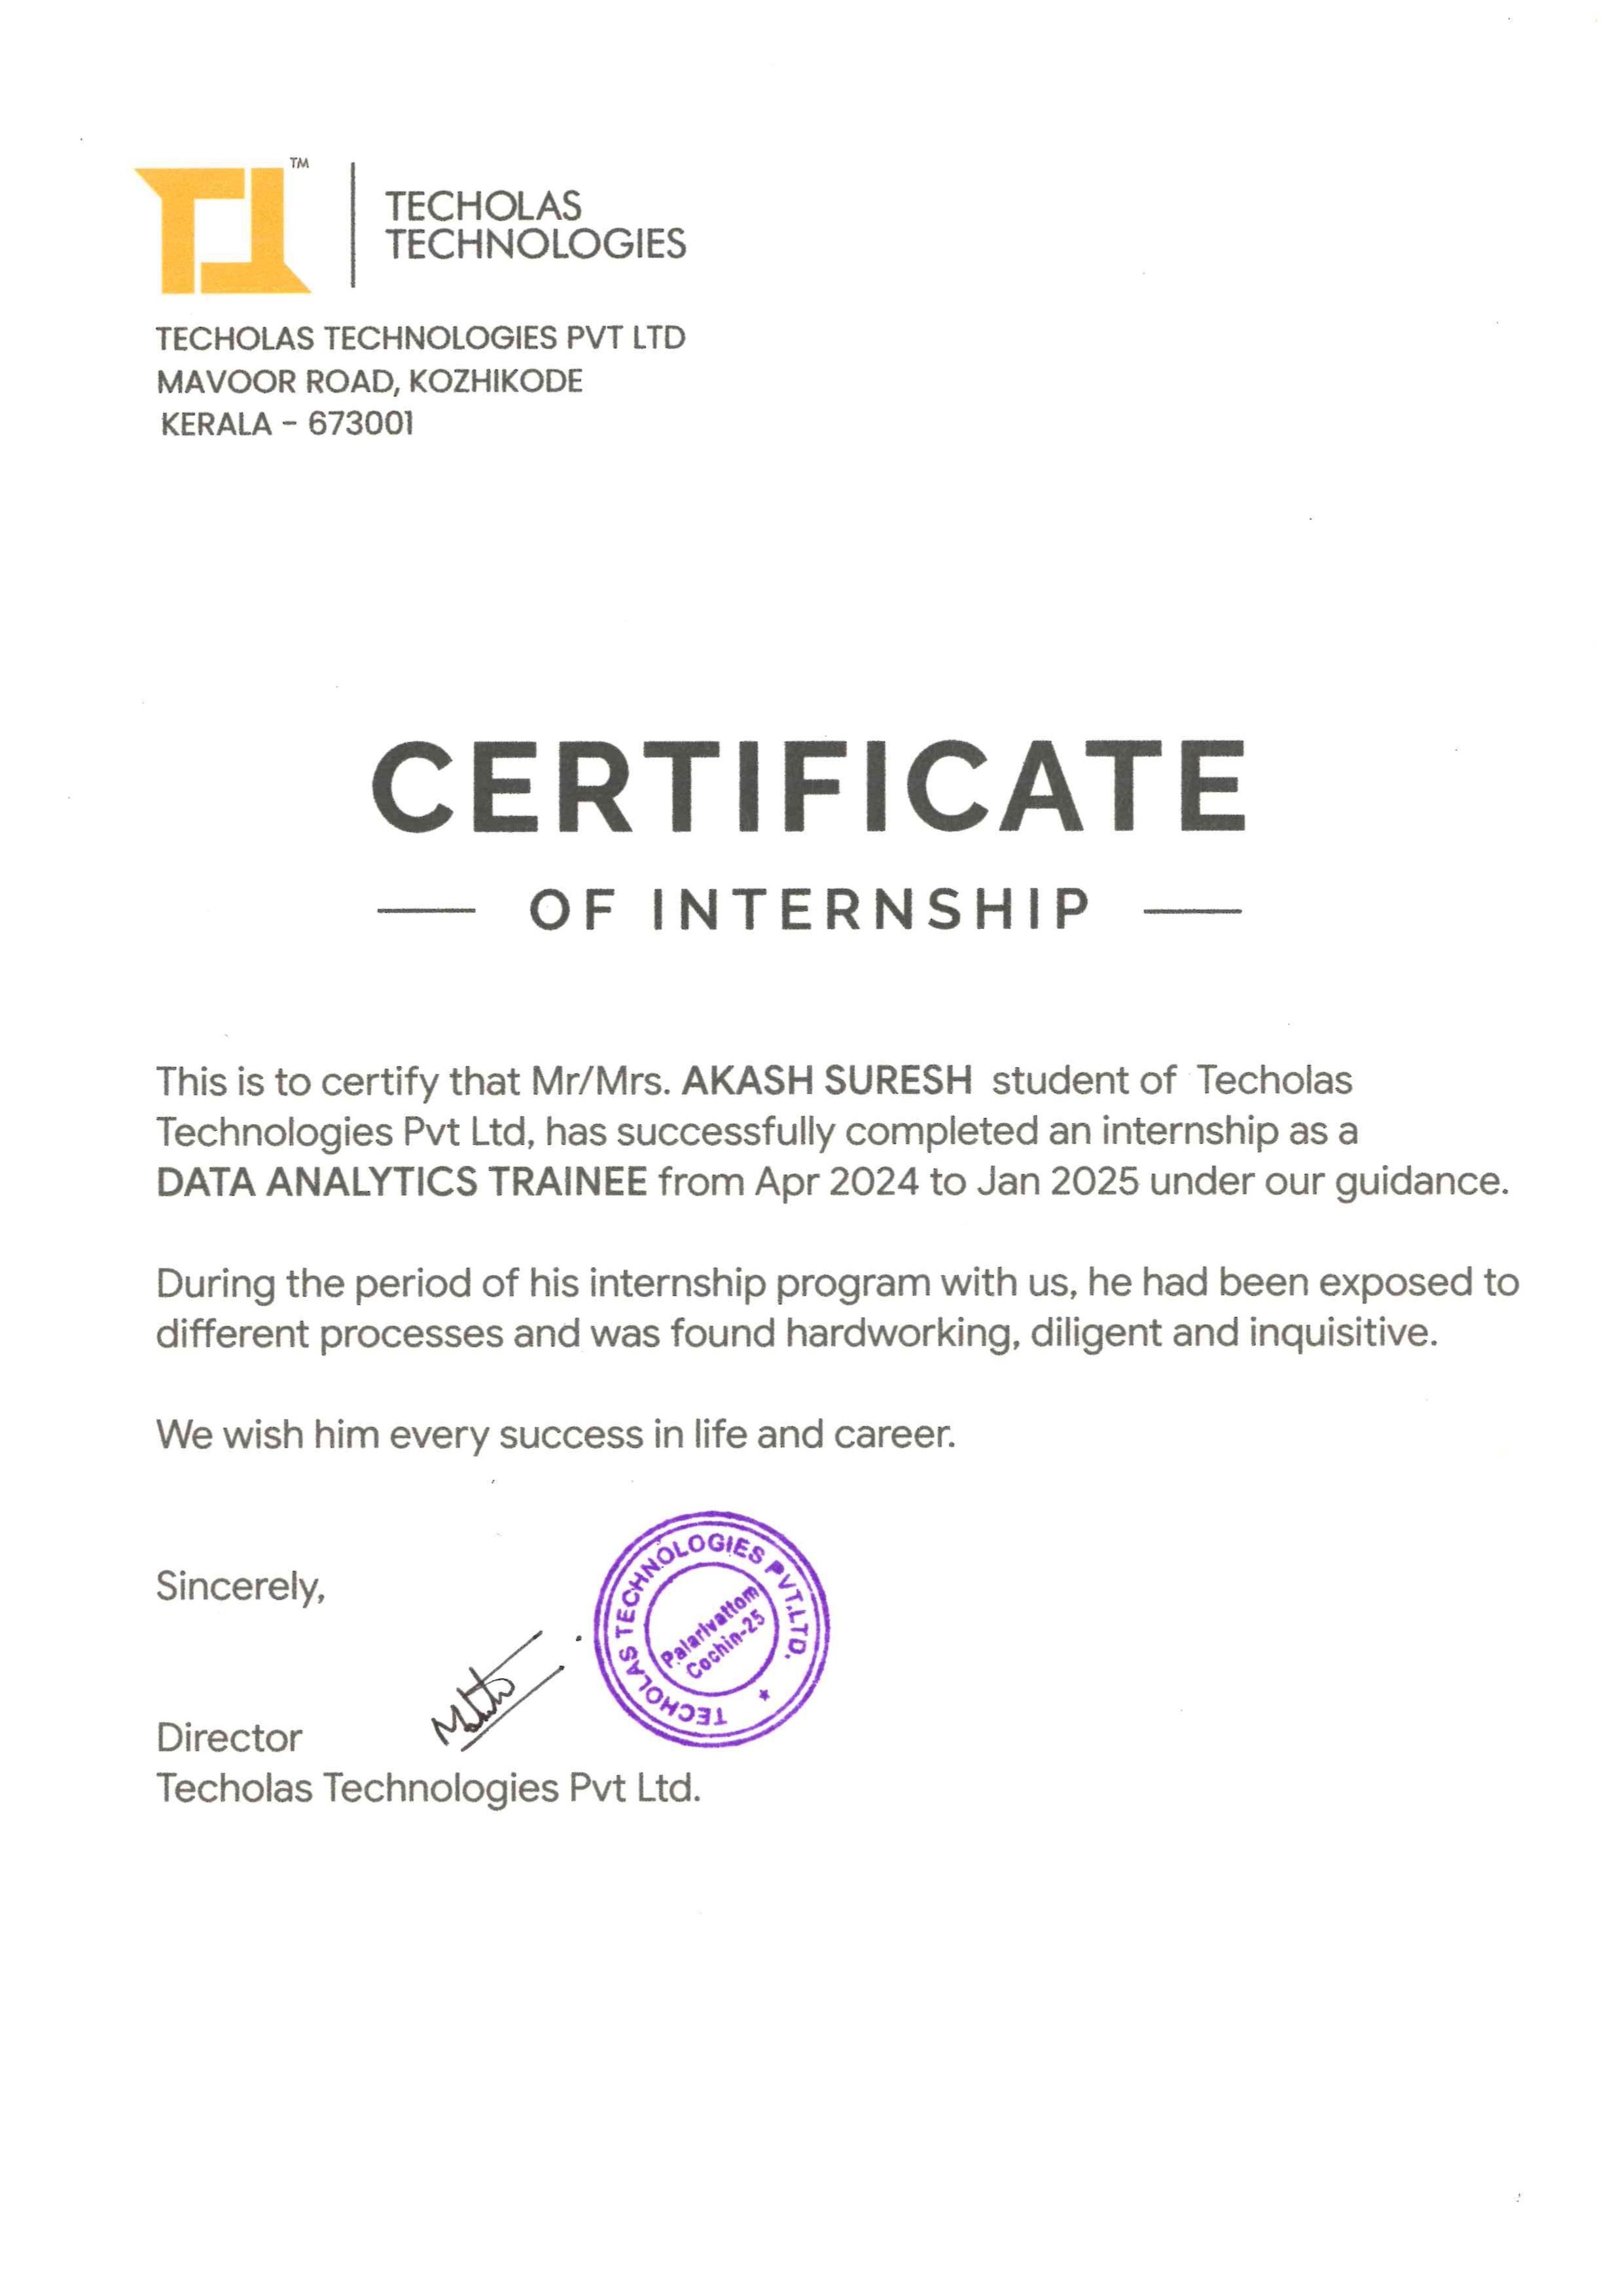 TM
TECHOLAS
TECHNOLOGIES
TECHOLAS TECHNOLOGIES PVT LTD
MAVOOR ROAD, KOZHIKODE
KERALA - 673001
CERTIFICATE
OF INTERNSHIP
This is to certify that Mr/Mrs. AKASH SURESH student of Techolas
Technologies Pvt Ltd, has successfully completed an internship as a
DATA ANALYTICS TRAINEE from Apr 2024 to Jan 2025 under our guidance.
During the period of his internship program with us, he had been exposed to
different processes and was found hardworking, diligent and inquisitive.
We wish him every success in life and career.
Sincerely,
TECHOLAS TECHNOLOGIES PVT.LTD.
Palarivattom
Cochin-25
Director
Techolas Technologies Pvt Ltd.